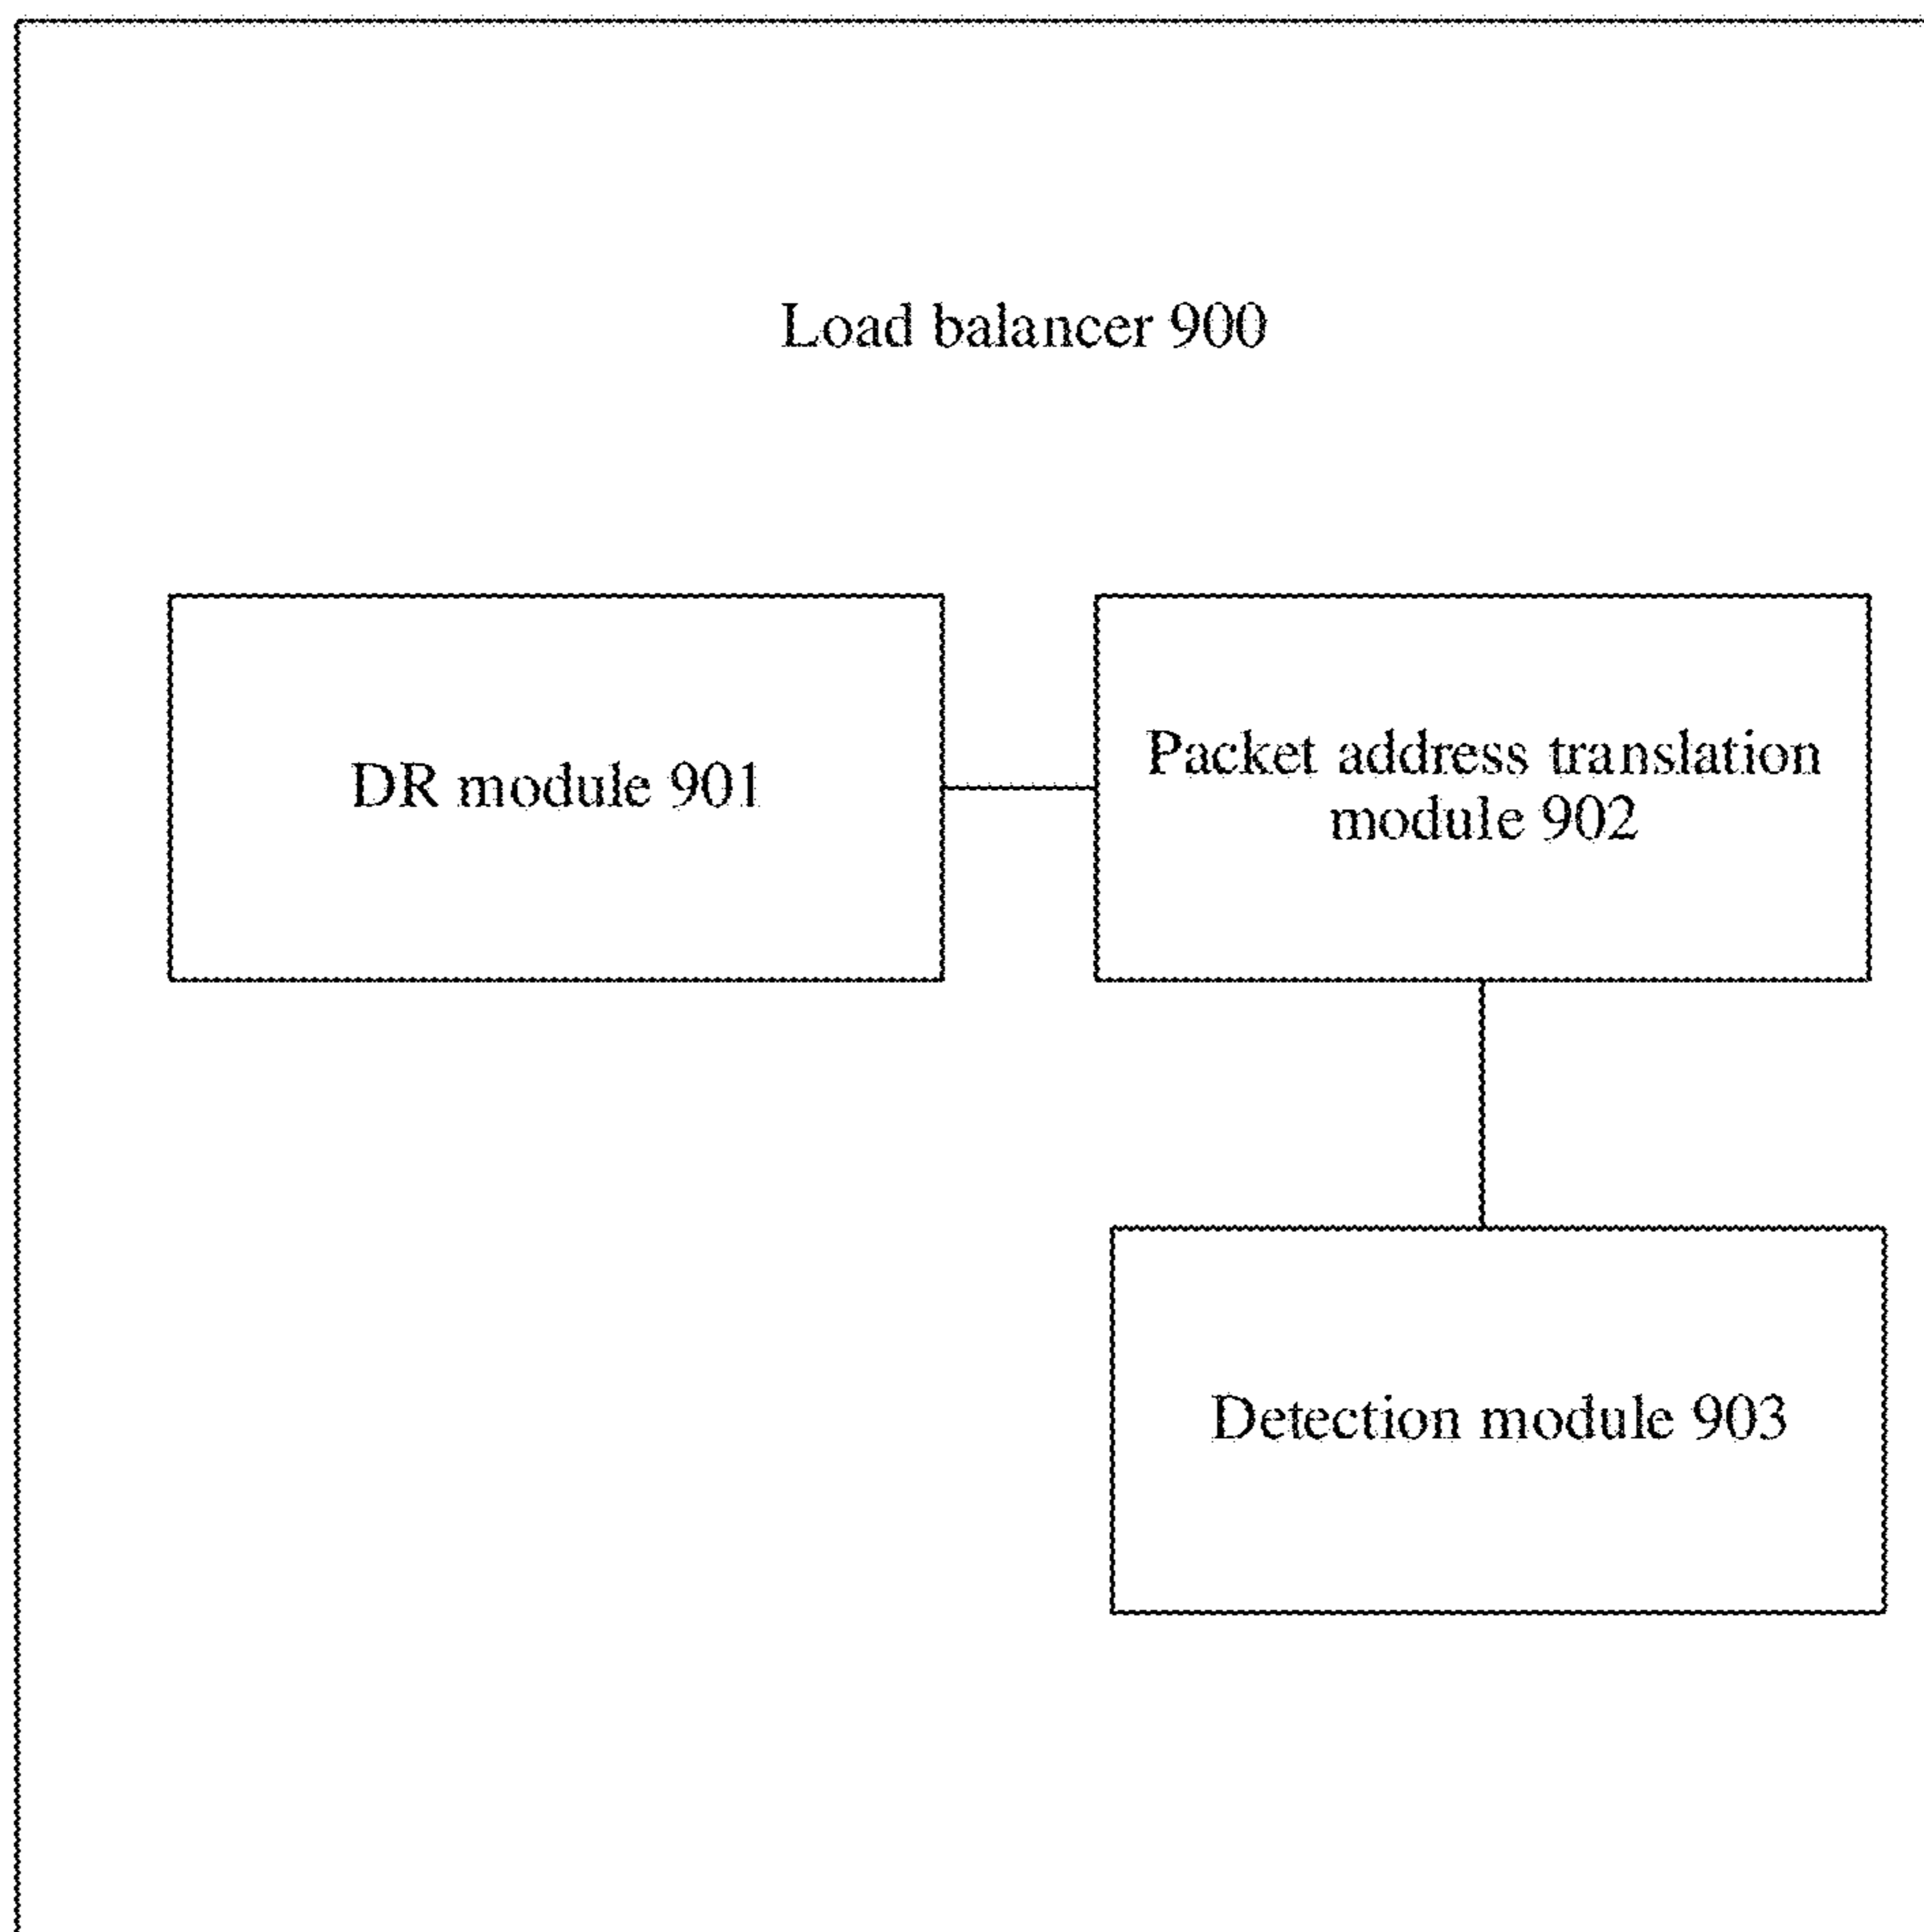 Load balancer 900
DR module 901
Packet address translation
module 902
Detection module 903